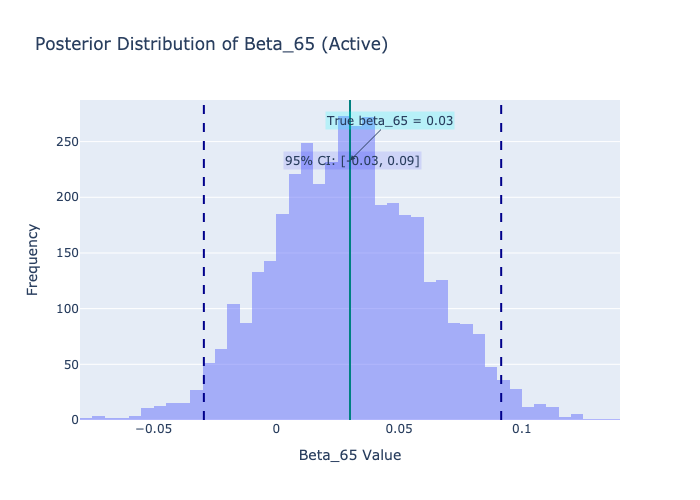 Posterior Distribution of Beta_65 (Active)
True beta_65 = 0.03
95% CI: [-0.03, 0.09]
250
200
150
100
50
0
Frequency
−0.05
0
0.05
0.1
Beta_65 Value